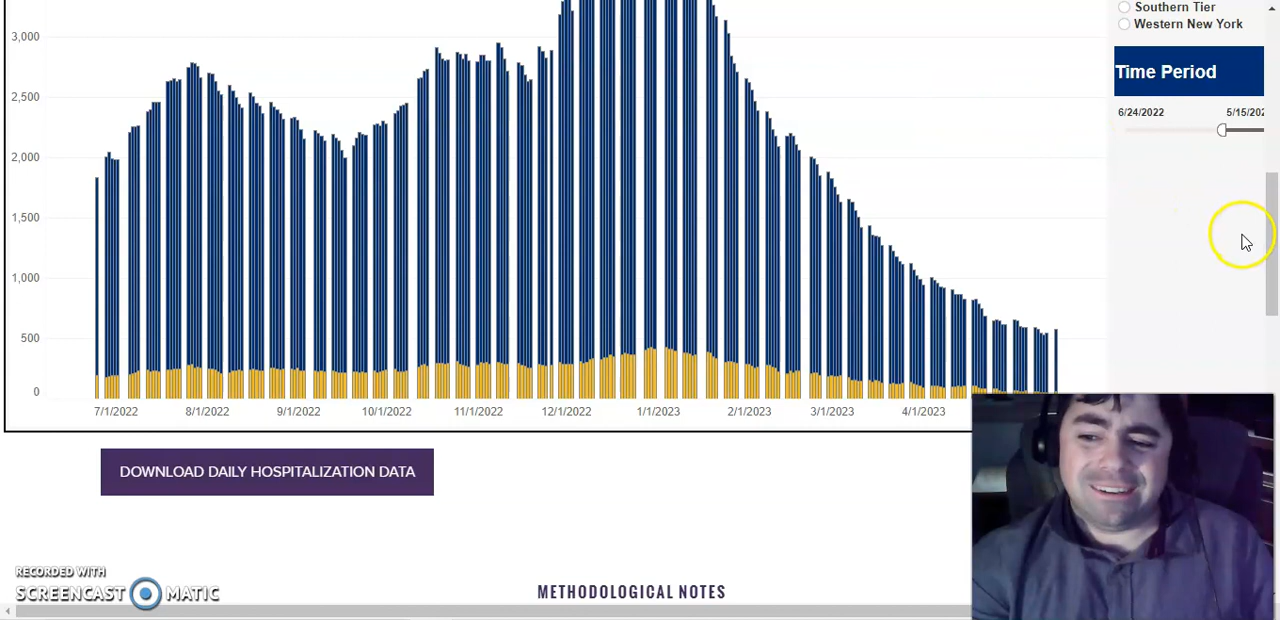 Southern Tier
Western New York
3,000
Time Period
2,500
6/24/2022 5/15/202
2,000
1,500
1,000
500
0
7/1/2022 8/1/2022 9/1/2022 10/1/2022 11/1/2022 12/1/2022 1/1/2023 2/1/2023 3/1/2023 4/1/2023
DOWNLOAD DAILY HOSPITALIZATION DATA
RECORDED WITH
SCREENCAST MATIC
METHODOLOGICAL NOTES